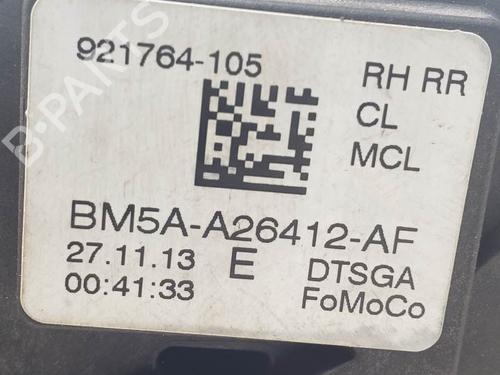 921764-105
RH RR
CL
MCL
BM5A-A26412-AF
27.11.13 E DTSGA
00:41:33 FoMoCo
B-PARTS